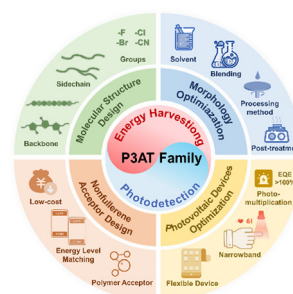 -F -Cl
-Br -CN
Groups
Sidechain
Backbone
Molecular Structure
Design
Solvent
Blending
Processing
method
Post-treatment
Morphology
Optimiazation
Energy Harvestiong
P3AT Family
Photodetection
Nonfullerene
Acceptor Design
Low-cost
Energy Level
Matching
Polymer Acceptor
Photovoltaic Devices
Optimization
EQE
>100%
Photo-
multiplication
Narrowband
Flexible Device